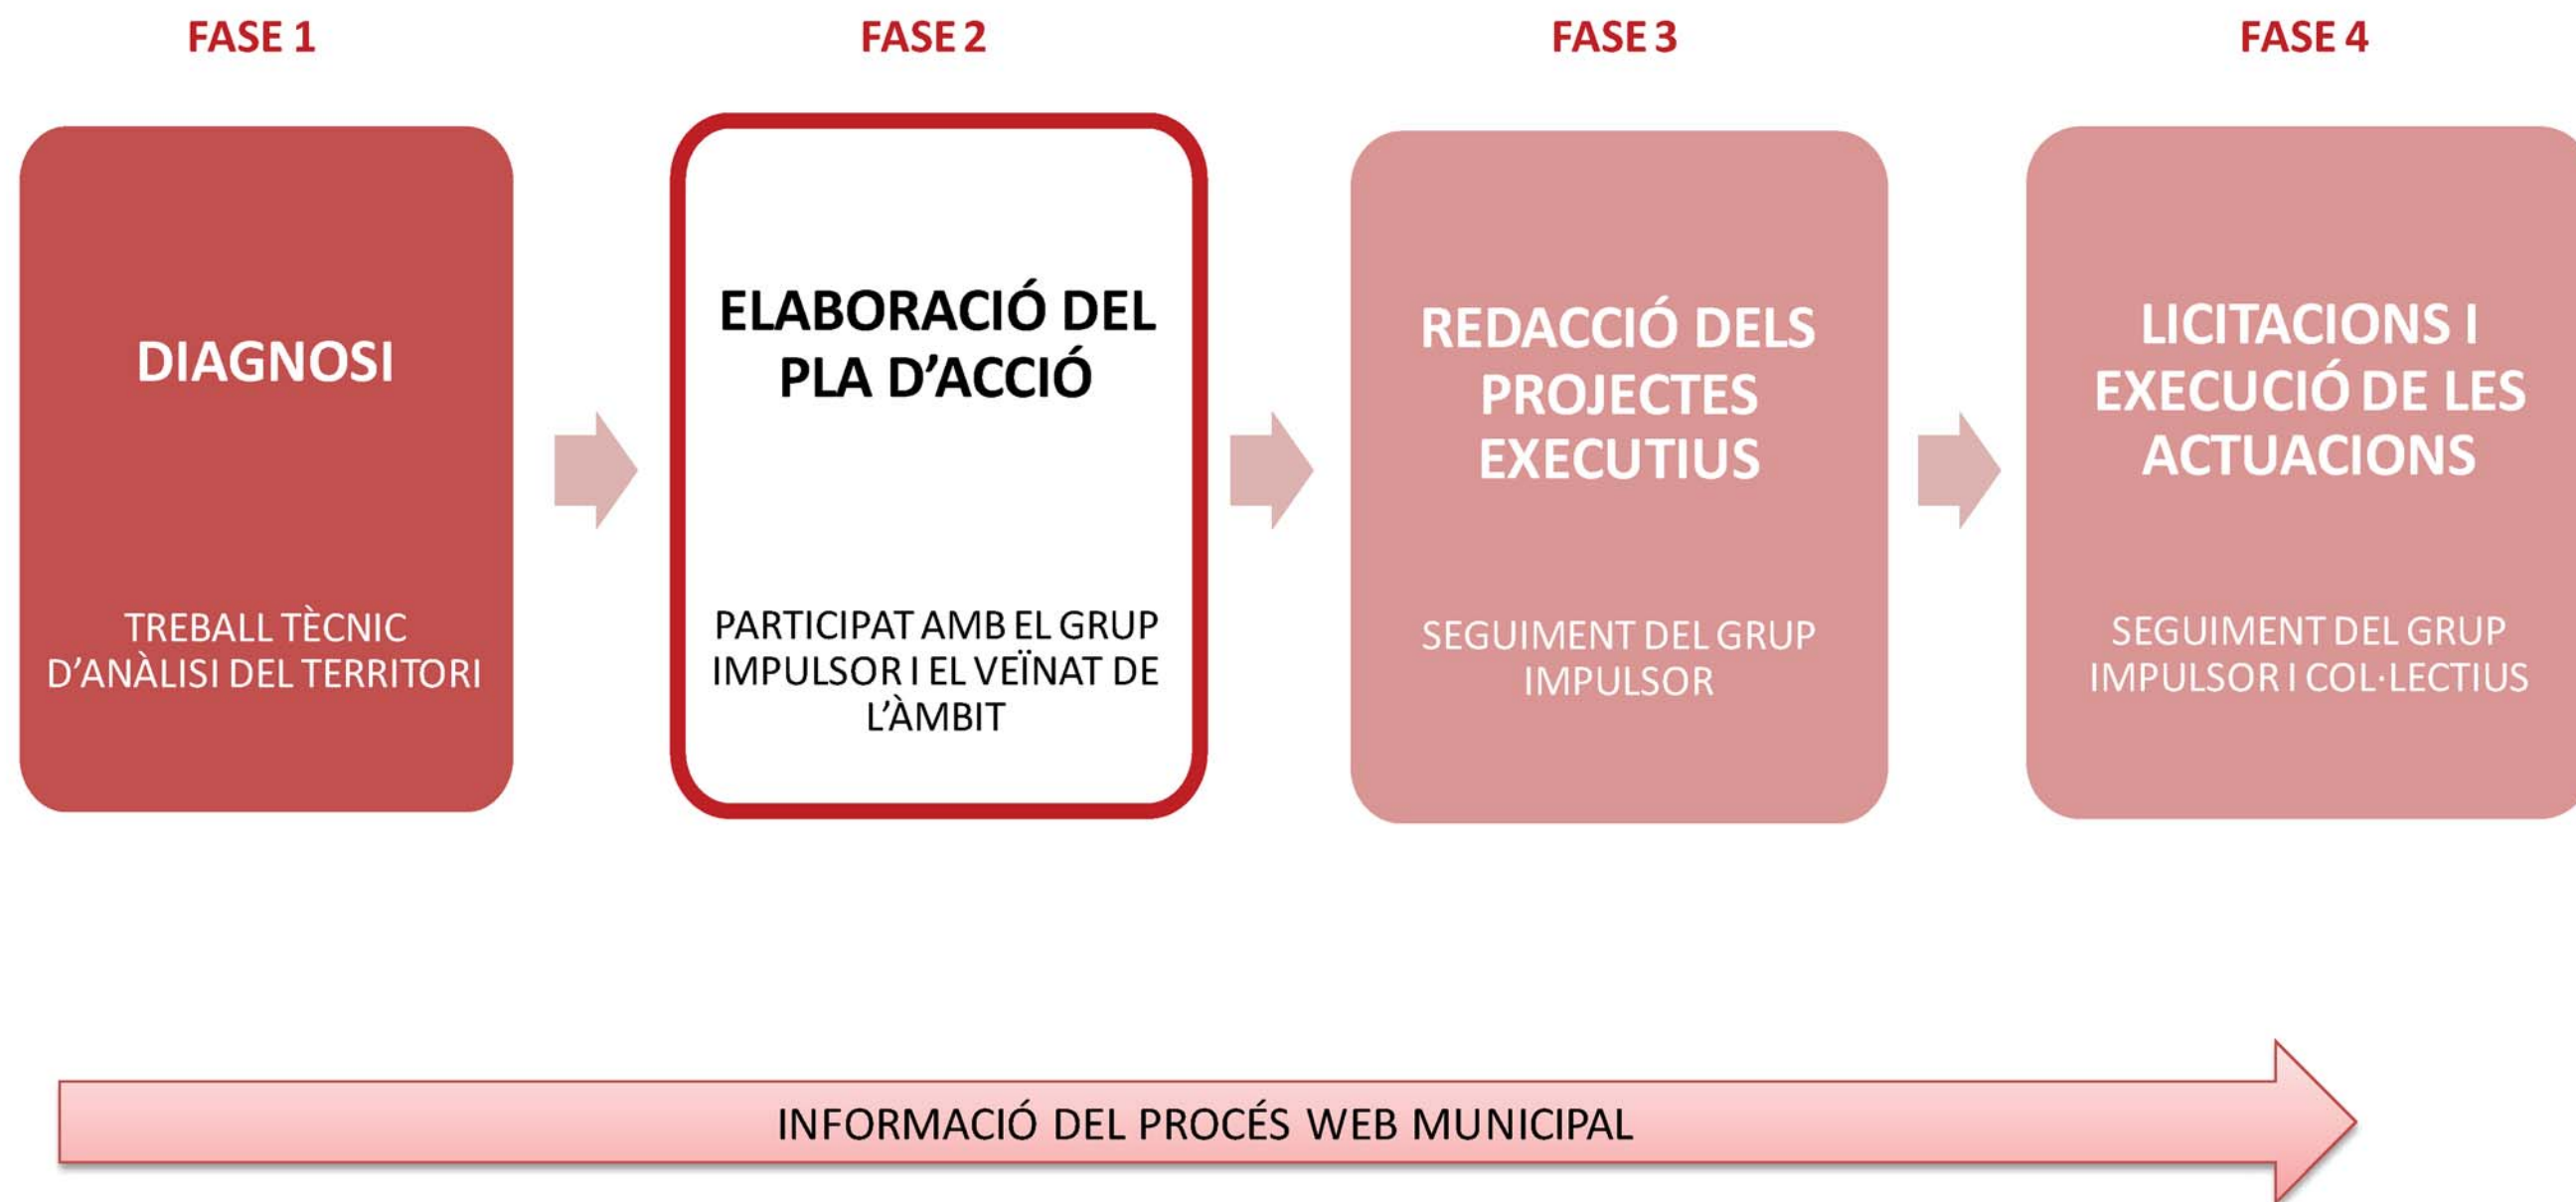 FASE 1
DIAGNOSI
TREBALL TÈCNIC
D'ANÀLISI DEL TERRITORI
FASE 2
ELABORACIÓ DEL
PLA D'ACCIÓ
PARTICIPAT AMB EL GRUP
IMPULSOR I EL VEÏNAT DE
L'ÀMBIT
FASE 3
REDACCIÓ DELS
PROJECTES
EXECUTIUS
SEGUIMENT DEL GRUP
IMPULSOR
FASE 4
LICITACIONS I
EXECUCIÓ DE LES
ACTUACIONS
SEGUIMENT DEL GRUP
IMPULSOR I COL·LECTIUS
INFORMACIÓ DEL PROCÉS WEB MUNICIPAL